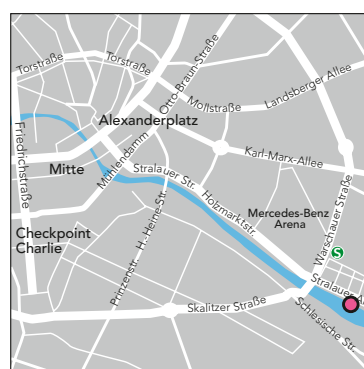 Torstraße
Torstraße
Otto-Braun-Straße
Mollstraße
Landsberger Allee
Alexanderplatz
Friedrichstraße
Mühlendamm
Karl-Marx-Allee
Mitte
Stralauer Str.
Holzmarktstr.
Mercedes-Benz
Arena
Warschauer Straße
Checkpoint
Charlie
Prinzenstr.
H.-Heine-Str.
S
Stralauer
Skalitzer Straße
Schlesische Str.